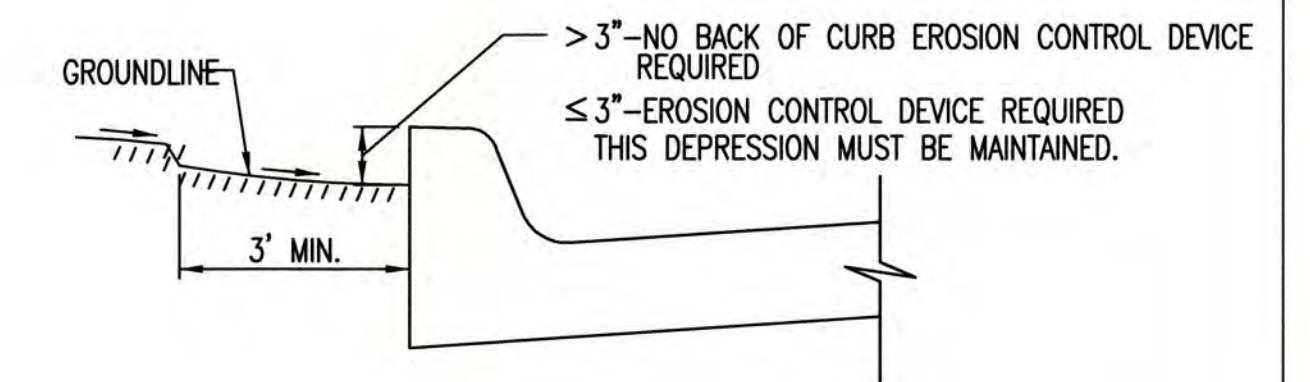 > 3"-NO BACK OF CURB EROSION CONTROL DEVICE
REQUIRED
GROUNDLINE
≤ 3"-EROSION CONTROL DEVICE REQUIRED
THIS DEPRESSION MUST BE MAINTAINED.
3' MIN.